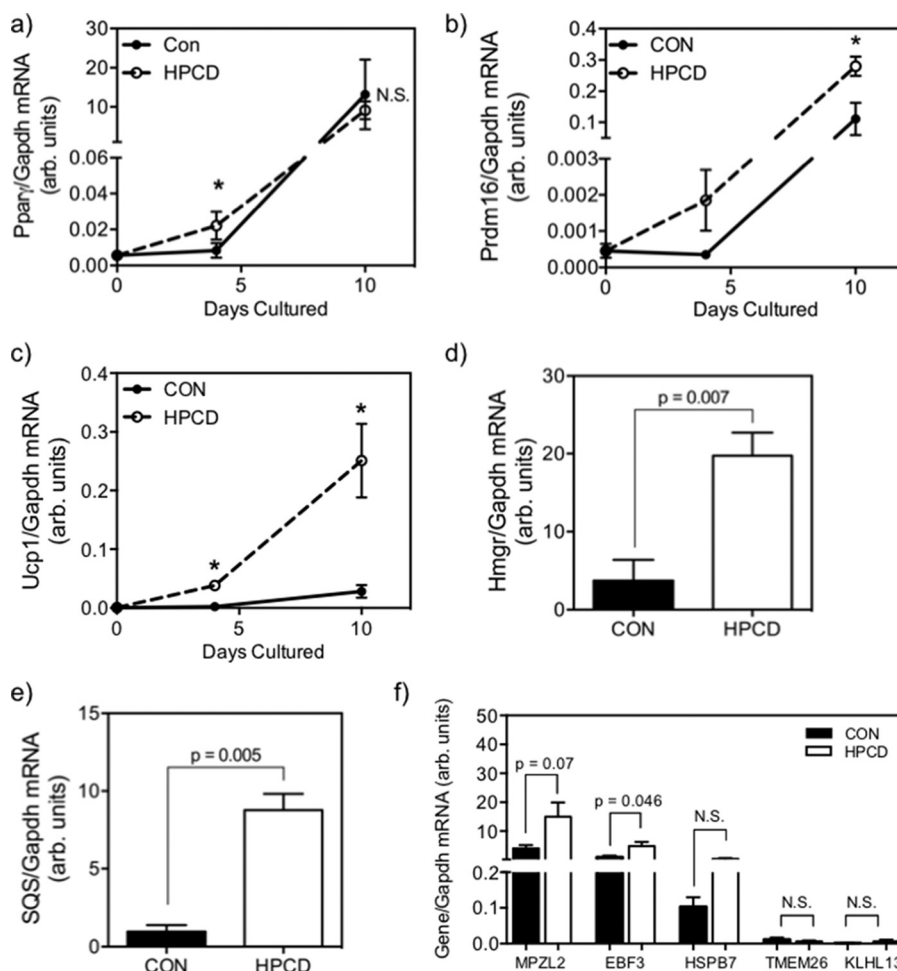 a)
Pparγ/Gapdh mRNA
(arb. units)
30
20
10
0.06
0.04
0.02
0.00
Con
HPCD
*
N.S.
0
5
10
Days Cultured
b)
Prdm16/Gapdh mRNA
(arb. units)
0.4
0.3
0.2
0.1
0.003
0.002
0.001
0.000
CON
HPCD
*
0
5
10
Days Cultured
c)
Ucp1/Gapdh mRNA
(arb. units)
0.4
0.3
0.2
0.1
0.0
CON
HPCD
*
*
0
5
10
Days Cultured
d)
Hmgr/Gapdh mRNA
(arb. units)
30
20
10
0
p = 0.007
CON
HPCD
e)
SQS/Gapdh mRNA
(arb. units)
15
10
5
0
p = 0.005
CON
HPCD
f)
Gene/Gapdh mRNA (arb. units)
50
40
30
20
10
0.2
0.1
0.0
CON
HPCD
p = 0.07
p = 0.046
N.S.
N.S.
N.S.
MPZL2
EBF3
HSPB7
TMEM26
KLHL13